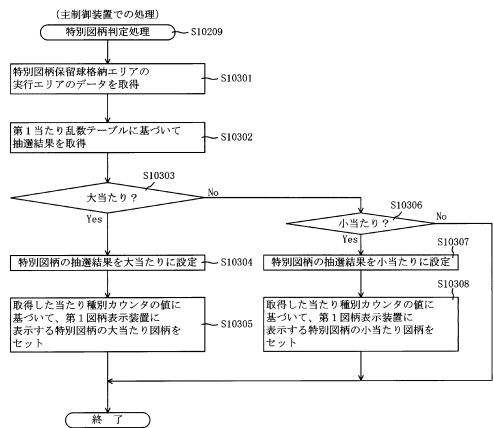 （主制御装置での処理）
特別図柄判定処理
S10209
特別図柄保留球格納エリアの
実行エリアのデータを取得
S10301
第１当たり乱数テーブルに基づいて
抽選結果を取得
S10302
S10303
大当たり？
No
Yes
S10306
小当たり？
No
Yes
特別図柄の抽選結果を大当たりに設定
S10304
S10307
特別図柄の抽選結果を小当たりに設定
取得した当たり種別カウンタの値に
基づいて、第１図柄表示装置に
表示する特別図柄の大当たり図柄を
セット
S10305
S10308
取得した当たり種別カウンタの値に
基づいて、第１図柄表示装置に
表示する特別図柄の小当たり図柄を
セット
終 了